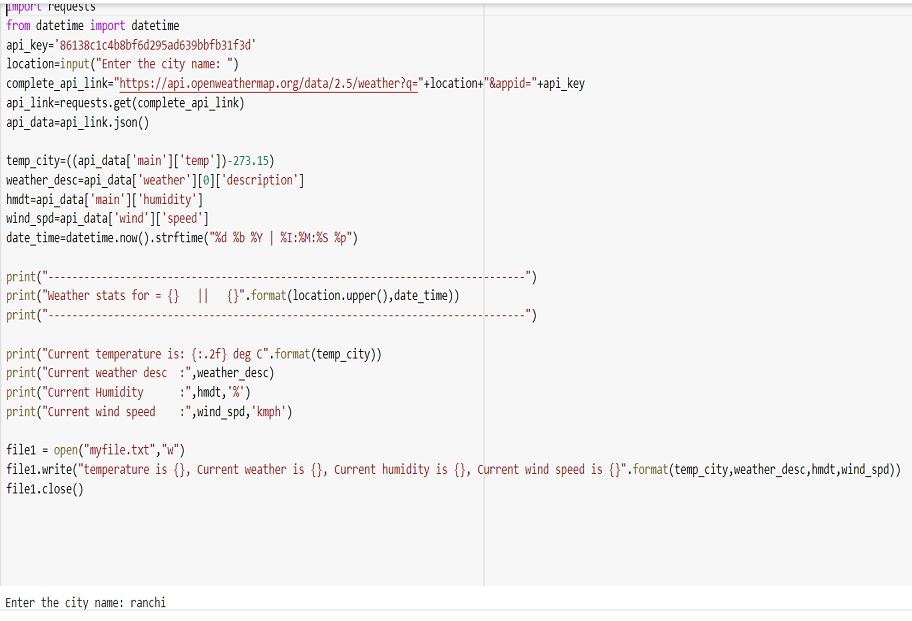 import requests
from datetime import datetime
api_key='86138c1c4b8bf6d295ad639bbfb31f3d'
location=input("Enter the city name: ")
complete_api_link="https://api.openweathermap.org/data/2.5/weather?q="+location+"&appid="+api_key
api_link=requests.get(complete_api_link)
api_data=api_link.json()
temp_city=((api_data['main']['temp'])-273.15)
weather_desc=api_data['weather'][0]['description']
hmdt=api_data['main']['humidity']
wind_spd=api_data['wind']['speed']
date_time=datetime.now().strftime("%d %b %Y | %I:%M:%S %p")
print("--------------------------------------------------------------------------------")
print("Weather stats for = {}   ||   {}".format(location.upper(),date_time))
print("--------------------------------------------------------------------------------")
print("Current temperature is: {:.2f} deg C".format(temp_city))
print("Current weather desc  :",weather_desc)
print("Current Humidity      :",hmdt,'%')
print("Current wind speed    :",wind_spd,'kmph')
file1 = open("myfile.txt","w")
file1.write("temperature is {}, Current weather is {}, Current humidity is {}, Current wind speed is {}".format(temp_city,weather_desc,hmdt,wind_spd))
file1.close()
Enter the city name: ranchi